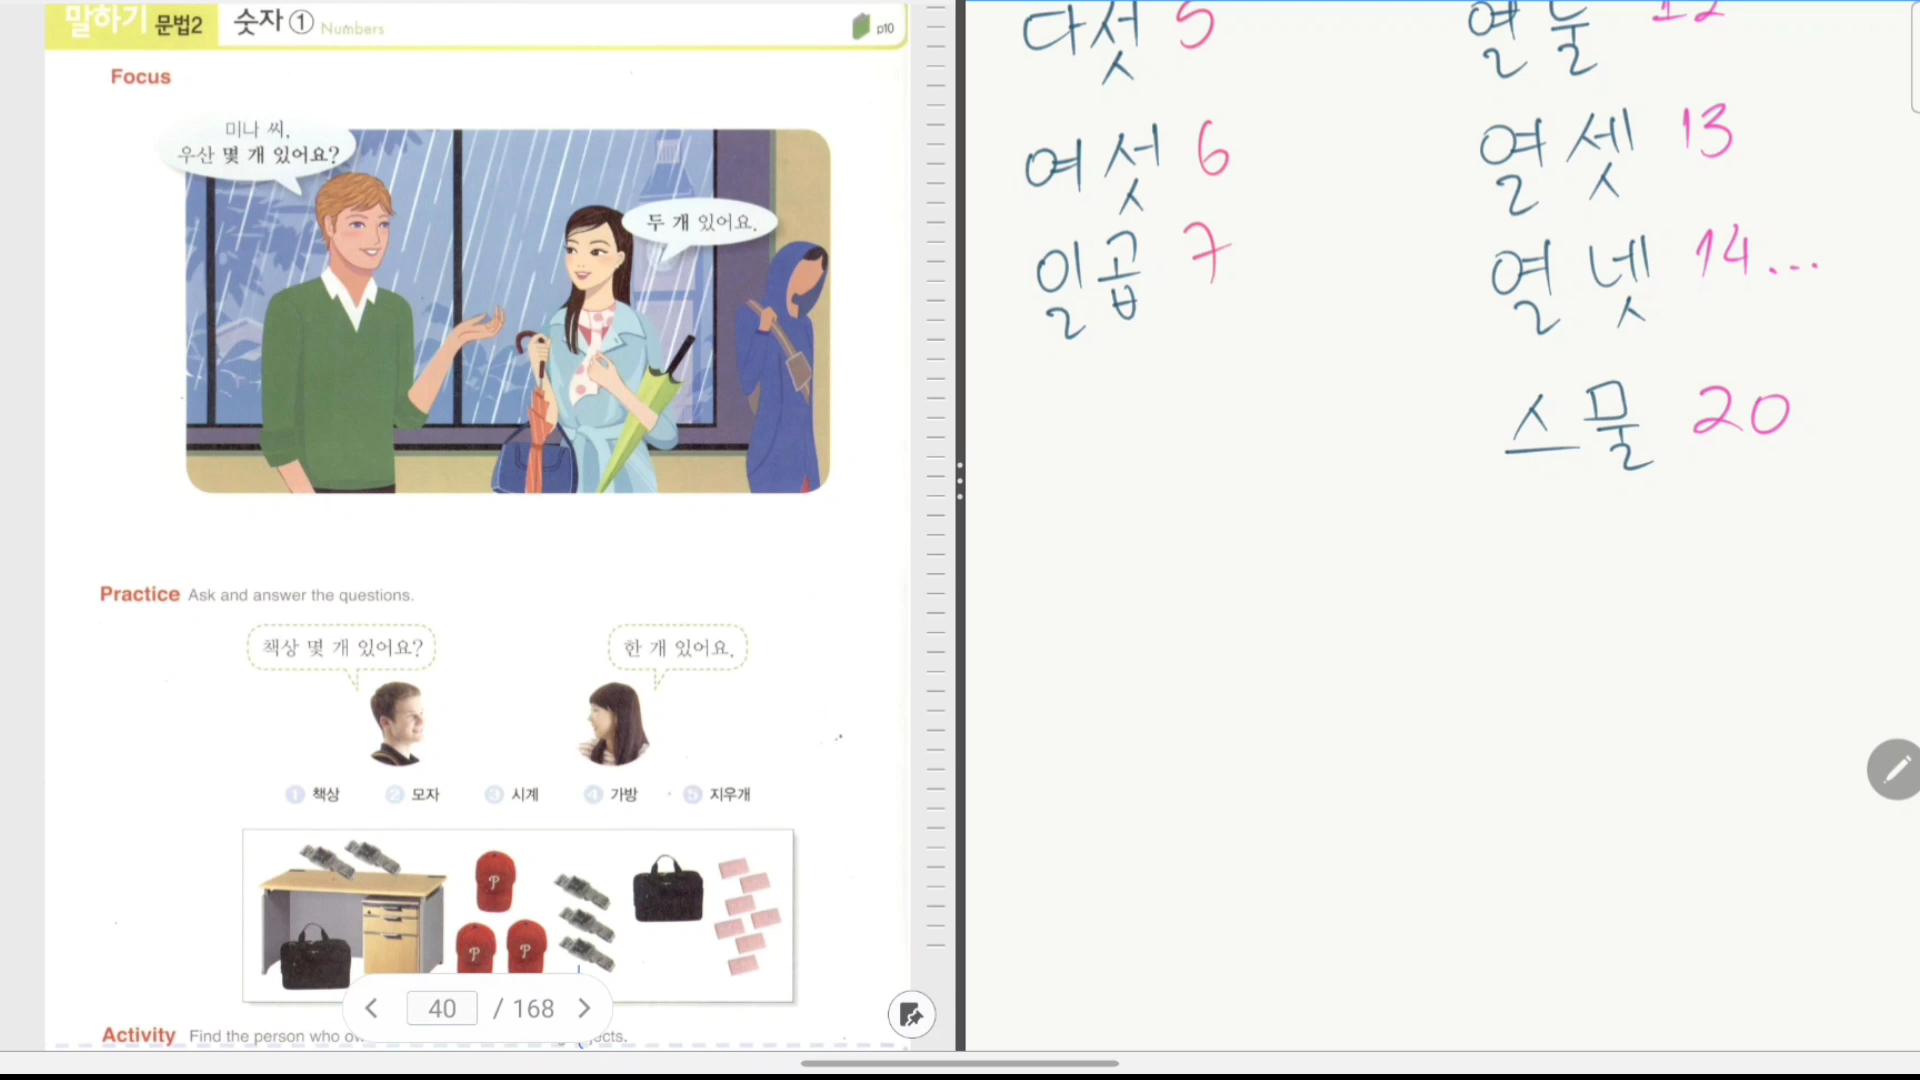 말하기 문법2 숫자 ① Numbers p10
Focus
미나 씨,
우산 몇 개 있어요?
두 개 있어요.
Practice Ask and answer the questions.
책상 몇 개 있어요?
한 개 있어요.
1 책상 2 모자 3 시계 4 가방 5 지우개
P
P P
40 / 168
Activity Find the person who
다섯 5
여섯 6
일곱 7
열둘 12
열셋 13
열넷 14...
스물 20